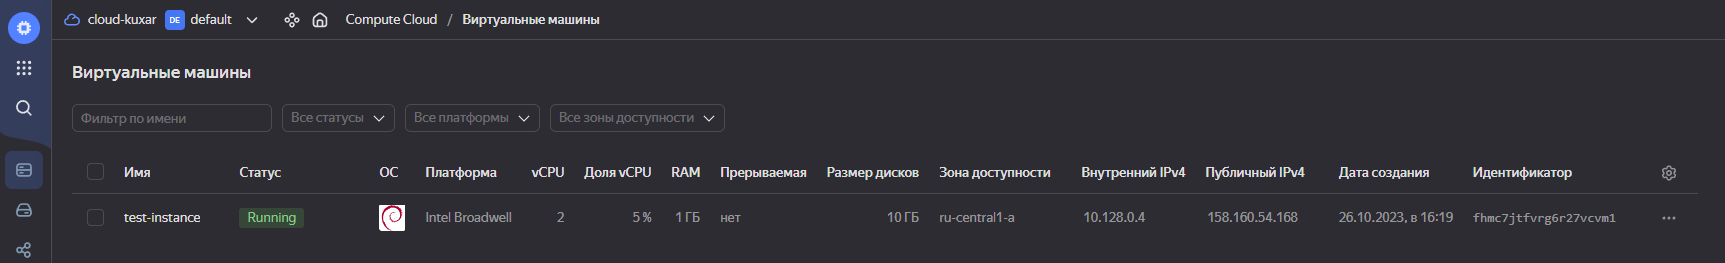 cloud-kuxar DE default Compute Cloud / Виртуальные машины
Виртуальные машины
Фильтр по имени Все статусы Все платформы Все зоны доступности
Имя Статус ОС Платформа vCPU Доля vCPU RAM Прерываемая Размер дисков Зона доступности Внутренний IPv4 Публичный IPv4 Дата создания Идентификатор
test-instance Running Intel Broadwell 2 5 % 1 ГБ нет 10 ГБ ru-central1-a 10.128.0.4 158.160.54.168 26.10.2023, в 16:19 fhmc7jtfvrg6r27vcvm1